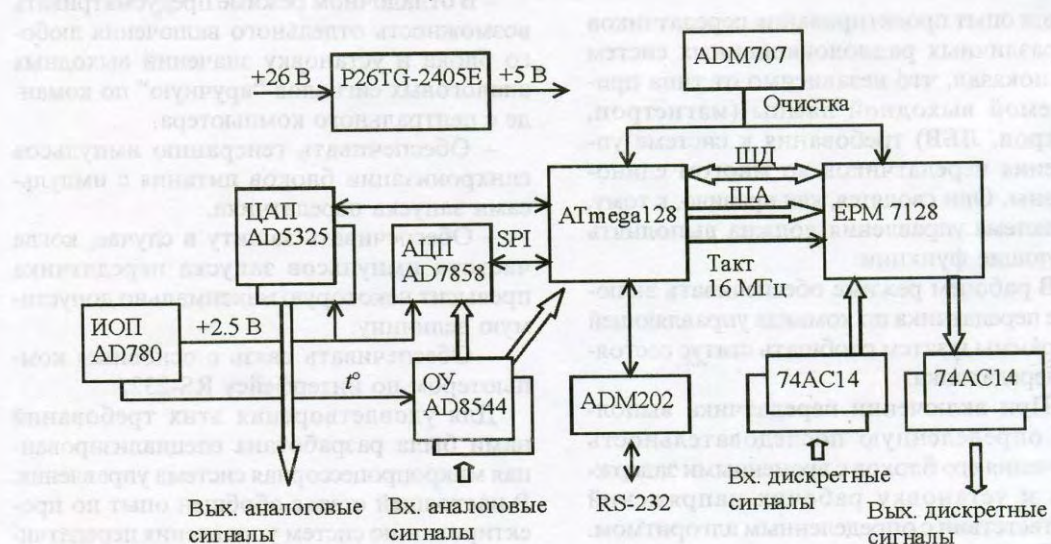 +26 В
P26TG-2405E
+5 В
ADM707
Очистка
ЦАП
AD5325
АЦП
AD7858
SPI
ATmega128
ШД
ША
Такт
16 МГц
EPM 7128
ИОП
AD780
+2.5 В
t°
ОУ
AD8544
ADM202
74AC14
74AC14
RS-232
Вых. аналоговые
сигналы
Вх. аналоговые
сигналы
Вх. дискретные
сигналы
Вых. дискретные
сигналы